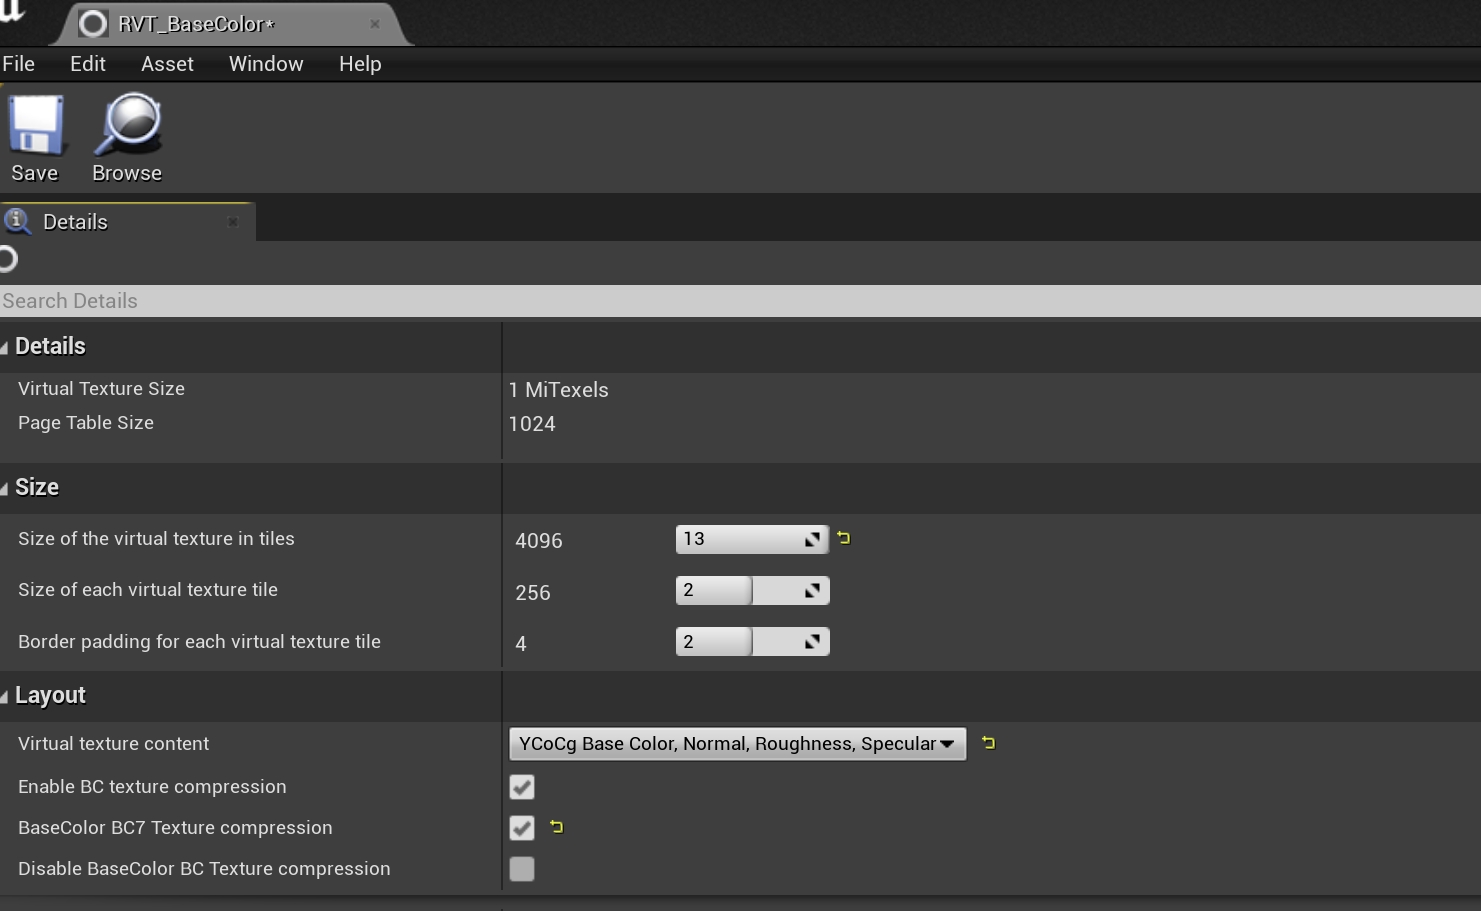 RVT_BaseColor*
File Edit Asset Window Help
Save Browse
Details
Search Details
Details
Virtual Texture Size 1 MiTexels
Page Table Size 1024
Size
Size of the virtual texture in tiles 4096 13
Size of each virtual texture tile 256 2
Border padding for each virtual texture tile 4 2
Layout
Virtual texture content YCoCg Base Color, Normal, Roughness, Specular
Enable BC texture compression
BaseColor BC7 Texture compression
Disable BaseColor BC Texture compression